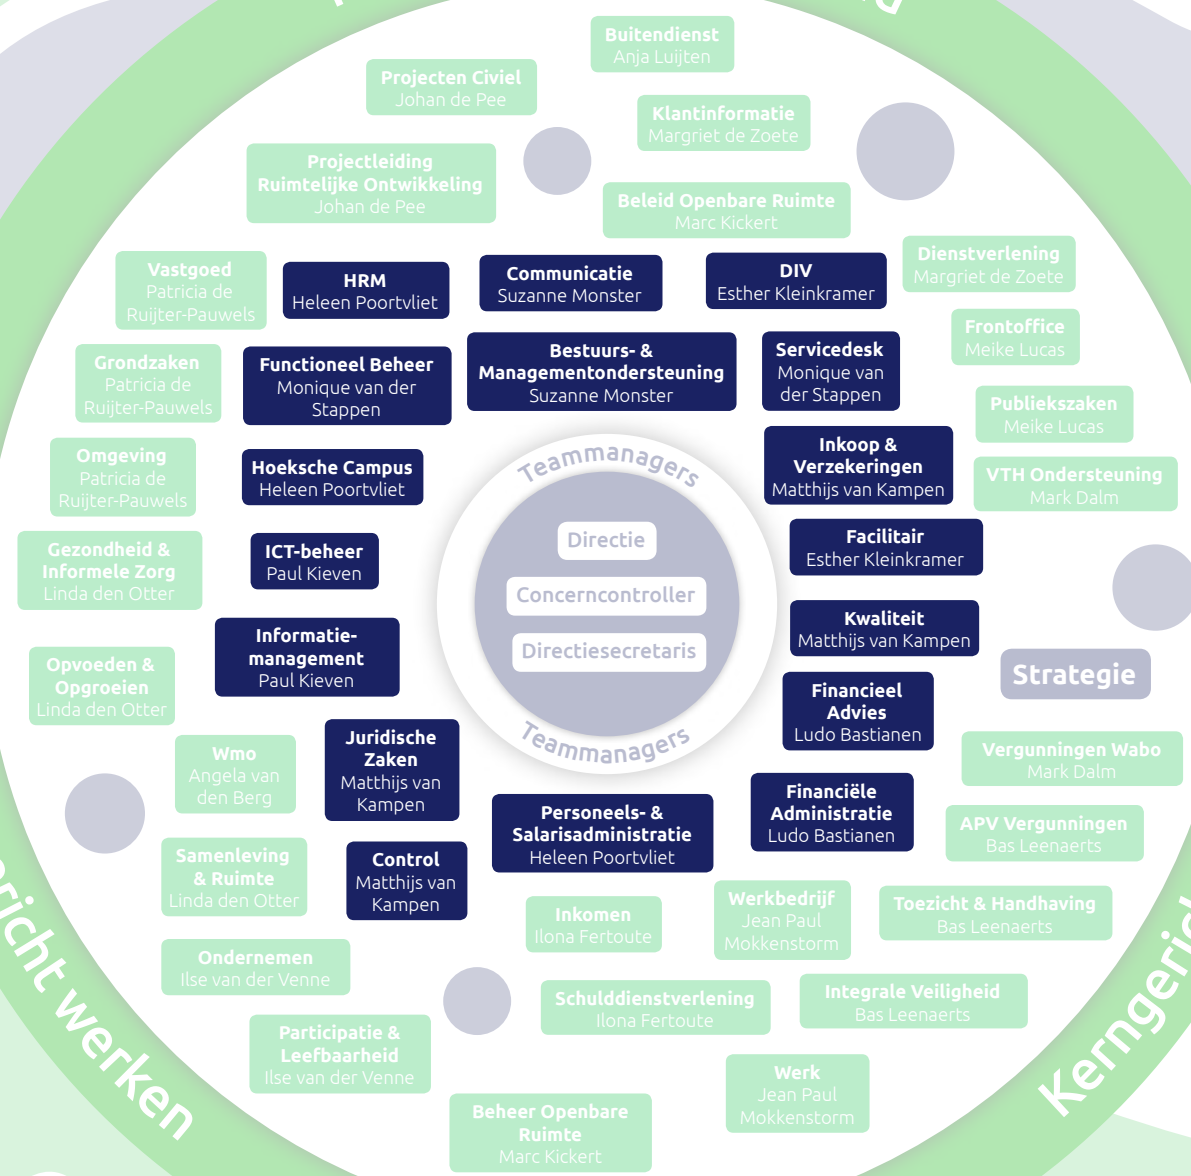 Buitendienst
Anja Luijten
Projecten Civiel
Johan de Pee
Klantinformatie
Margriet de Zoete
Projectleiding
Ruimtelijke Ontwikkeling
Johan de Pee
Beleid Openbare Ruimte
Marc Kickert
Vastgoed
Patricia de
Ruijter-Pauwels
HRM
Heleen Poortvliet
Communicatie
Suzanne Monster
DIV
Esther Kleinkramer
Dienstverlening
Margriet de Zoete
Frontoffice
Meike Lucas
Grondzaken
Patricia de
Ruijter-Pauwels
Functioneel Beheer
Monique van der
Stappen
Bestuurs- &
Managementondersteuning
Suzanne Monster
Servicedesk
Monique van
der Stappen
Publiekszaken
Meike Lucas
Omgeving
Patricia de
Ruijter-Pauwels
Hoeksche Campus
Heleen Poortvliet
Teammanagers
Inkoop &
Verzekeringen
Matthijs van Kampen
VTH Ondersteuning
Mark Dalm
Gezondheid &
Informele Zorg
Linda den Otter
ICT-beheer
Paul Kieven
Directie
Concerncontroller
Directiesecretaris
Facilitair
Esther Kleinkramer
Kwaliteit
Matthijs van Kampen
Opvoeden &
Opgroeien
Linda den Otter
Informatie-
management
Paul Kieven
Strategie
Financieel
Advies
Ludo Bastianen
Teammanagers
Wmo
Angela van
den Berg
Juridische
Zaken
Matthijs van
Kampen
Vergunningen Wabo
Mark Dalm
Personeels- &
Salarisadministratie
Heleen Poortvliet
Financiële
Administratie
Ludo Bastianen
APV Vergunningen
Bas Leenaerts
Samenleving
& Ruimte
Linda den Otter
Control
Matthijs van
Kampen
Inkomen
Ilona Fertoute
Werkbedrijf
Jean Paul
Mokkenstorm
Toezicht & Handhaving
Bas Leenaerts
Ondernemen
Ilse van der Venne
Schulddienstverlening
Ilona Fertoute
Integrale Veiligheid
Bas Leenaerts
Participatie &
Leefbaarheid
Ilse van der Venne
Werk
Jean Paul
Mokkenstorm
Beheer Openbare
Ruimte
Marc Kickert
richt werken
Kerngeric